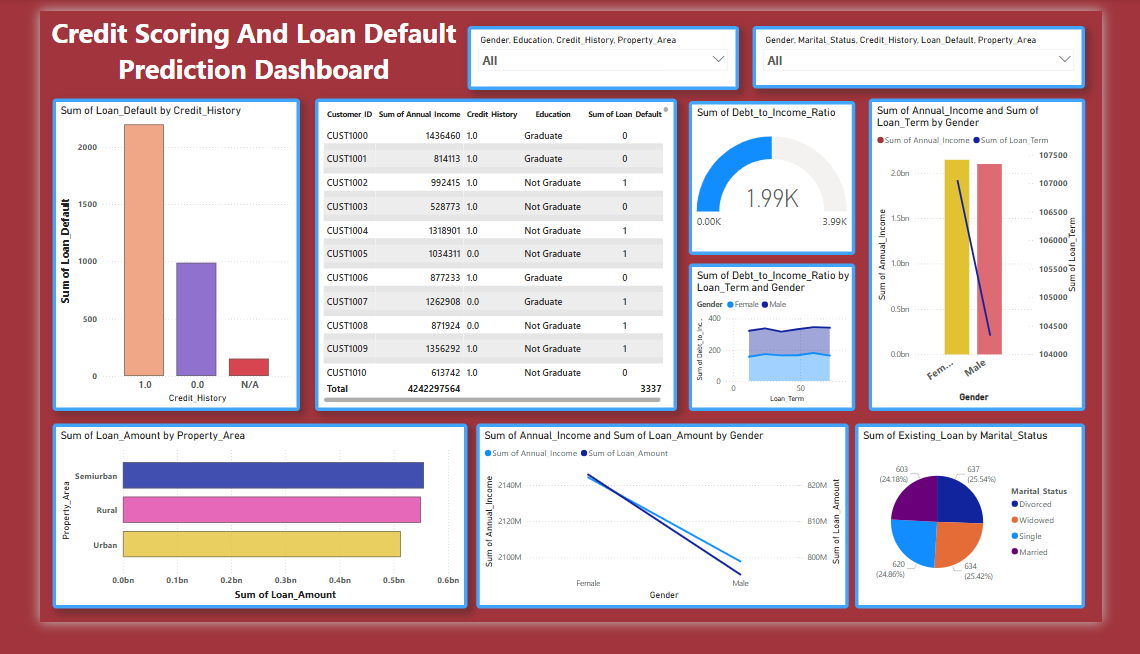 Credit Scoring And Loan Default
Prediction Dashboard
Gender, Education, Credit_History, Property_Area
All
Gender, Marital_Status, Credit_History, Loan_Default, Property_Area
All
Sum of Loan_Default by Credit_History
Sum of Loan_Default
2000
1500
1000
500
0
1.0 0.0 N/A
Credit_History
Customer_ID Sum of Annual_Income Credit_History Education Sum of Loan_Default
CUST1000 1436460 1.0 Graduate 0
CUST1001 814113 1.0 Graduate 0
CUST1002 992415 1.0 Not Graduate 1
CUST1003 528773 1.0 Not Graduate 0
CUST1004 1318901 1.0 Not Graduate 1
CUST1005 1034311 0.0 Not Graduate 1
CUST1006 877233 1.0 Graduate 0
CUST1007 1262908 0.0 Graduate 1
CUST1008 871924 0.0 Not Graduate 1
CUST1009 1356292 1.0 Not Graduate 1
CUST1010 613742 1.0 Not Graduate 0
Total 4242297564 3337
Sum of Debt_to_Income_Ratio
1.99K
0.00K 3.99K
Sum of Debt_to_Income_Ratio by
Loan_Term and Gender
Gender Female Male
Sum of Debt_to_Inc...
400
200
0
0 50
Loan_Term
Sum of Annual_Income and Sum of
Loan_Term by Gender
Sum of Annual_Income Sum of Loan_Term
Sum of Annual_Income
2.0bn
1.5bn
1.0bn
0.5bn
0.0bn
107500
107000
106500
106000
105500
105000
104500
104000
Sum of Loan_Term
Fem... Male
Gender
Sum of Loan_Amount by Property_Area
Property_Area
Semiurban
Rural
Urban
0.0bn 0.1bn 0.2bn 0.3bn 0.4bn 0.5bn 0.6bn
Sum of Loan_Amount
Sum of Annual_Income and Sum of Loan_Amount by Gender
Sum of Annual_Income Sum of Loan_Amount
Sum of Annual_Income
2140M
2120M
2100M
820M
810M
800M
Sum of Loan_Amount
Female Male
Gender
Sum of Existing_Loan by Marital_Status
603
(24.18%)
637
(25.54%)
620
(24.86%)
634
(25.42%)
Marital_Status
Divorced
Widowed
Single
Married